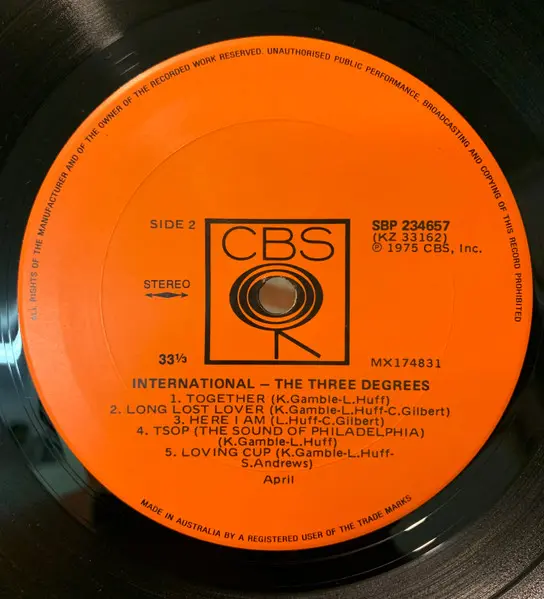 ALL RIGHTS OF THE MANUFACTURER AND OF THE OWNER OF THE RECORDED WORK RESERVED. UNAUTHORISED PUBLIC PERFORMANCE, BROADCASTING AND COPYING OF THIS RECORD PROHIBITED
SIDE 2
CBS
SBP 234657
(KZ 33162)
℗ 1975 CBS, Inc.
STEREO
33⅓
MX174831
INTERNATIONAL — THE THREE DEGREES
1. TOGETHER (K.Gamble-L.Huff)
2. LONG LOST LOVER (K.Gamble-L.Huff-C.Gilbert)
3. HERE I AM (L.Huff-C.Gilbert)
4. TSOP (THE SOUND OF PHILADELPHIA)
(K.Gamble-L.Huff)
5. LOVING CUP (K.Gamble-L.Huff-
S.Andrews)
April
MADE IN AUSTRALIA BY A REGISTERED USER OF THE TRADE MARKS